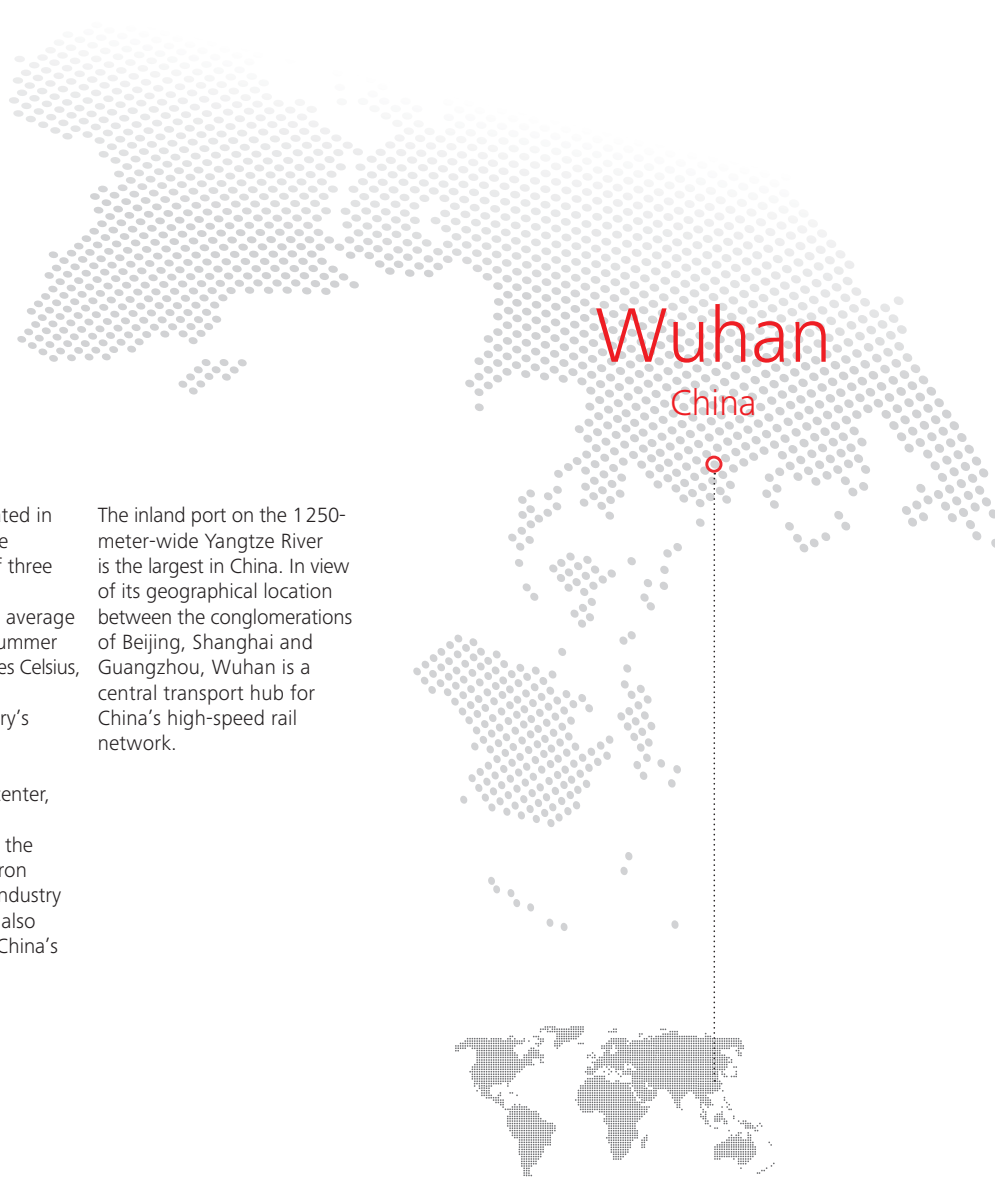 Wuhan
China
ted in
e
f three
average
ummer
es Celsius,
ry's
enter,
the
ron
ndustry
also
China's
The inland port on the 1250-
meter-wide Yangtze River
is the largest in China. In view
of its geographical location
between the conglomerations
of Beijing, Shanghai and
Guangzhou, Wuhan is a
central transport hub for
China's high-speed rail
network.